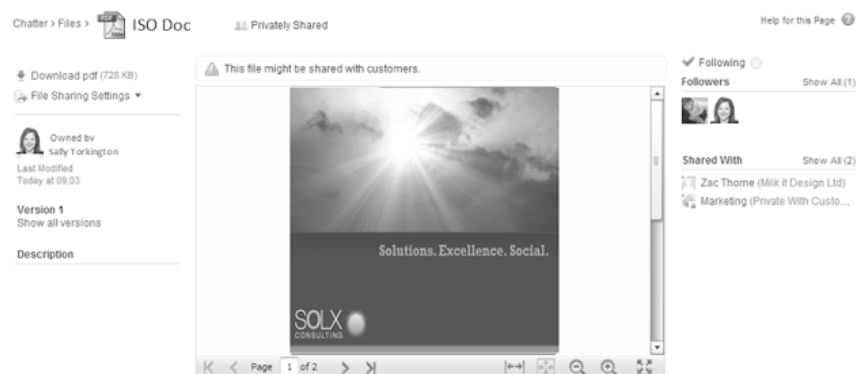 Chatter > Files > PDF ISO Doc
Privately Shared
Help for this Page ?
Download pdf (728 KB)
File Sharing Settings
Owned by
Sally Torkington
Last Modified
Today at 09:03
Version 1
Show all versions
Description
This file might be shared with customers.
Solutions. Excellence. Social.
SOLX
CONSULTING
Page 1 of 2
Following
Followers Show All (1)
Shared With Show All (2)
Zac Thorne (Milk it Design Ltd)
Marketing (Private With Custo...